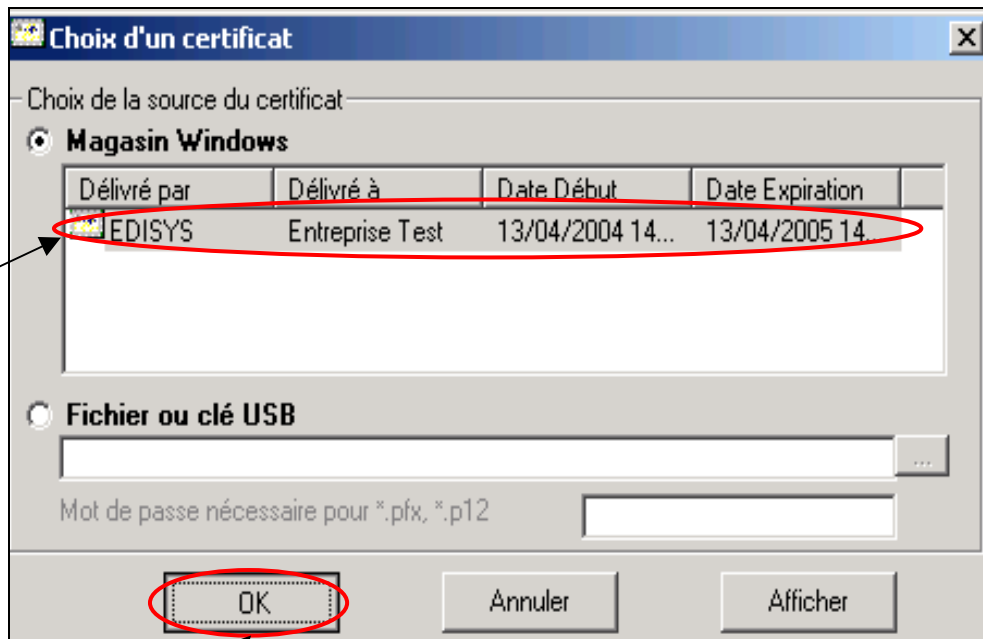 Choix d'un certificat
Choix de la source du certificat
Magasin Windows
Délivré par Délivré à Date Début Date Expiration
EDISYS Entreprise Test 13/04/2004 14... 13/04/2005 14...
Fichier ou clé USB
...
Mot de passe nécessaire pour *.pfx, *.p12
OK Annuler Afficher